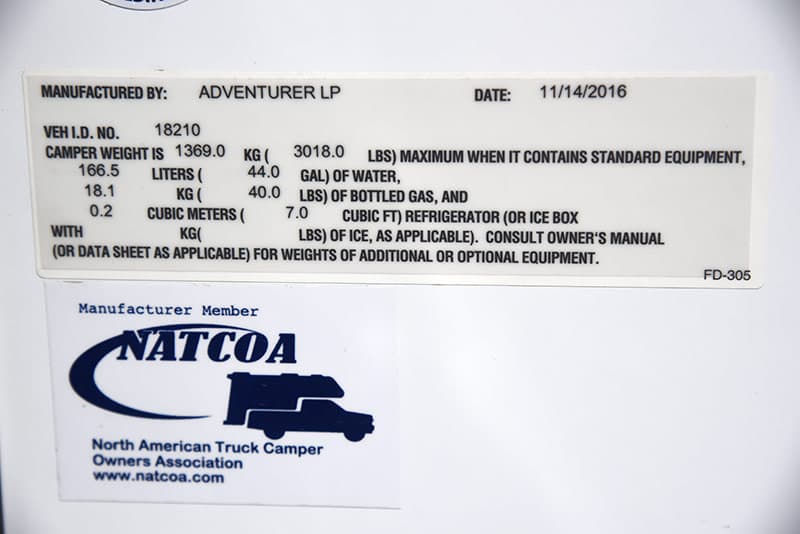 MANUFACTURED BY: ADVENTURER LP DATE: 11/14/2016
VEH I.D. NO. 18210
CAMPER WEIGHT IS 1369.0 KG ( 3018.0 LBS) MAXIMUM WHEN IT CONTAINS STANDARD EQUIPMENT,
166.5 LITERS ( 44.0 GAL) OF WATER,
18.1 KG ( 40.0 LBS) OF BOTTLED GAS, AND
0.2 CUBIC METERS ( 7.0 CUBIC FT) REFRIGERATOR (OR ICE BOX
WITH KG( LBS) OF ICE, AS APPLICABLE). CONSULT OWNER'S MANUAL
(OR DATA SHEET AS APPLICABLE) FOR WEIGHTS OF ADDITIONAL OR OPTIONAL EQUIPMENT.
FD-305
Manufacturer Member
NATCOA
North American Truck Camper
Owners Association
www.natcoa.com